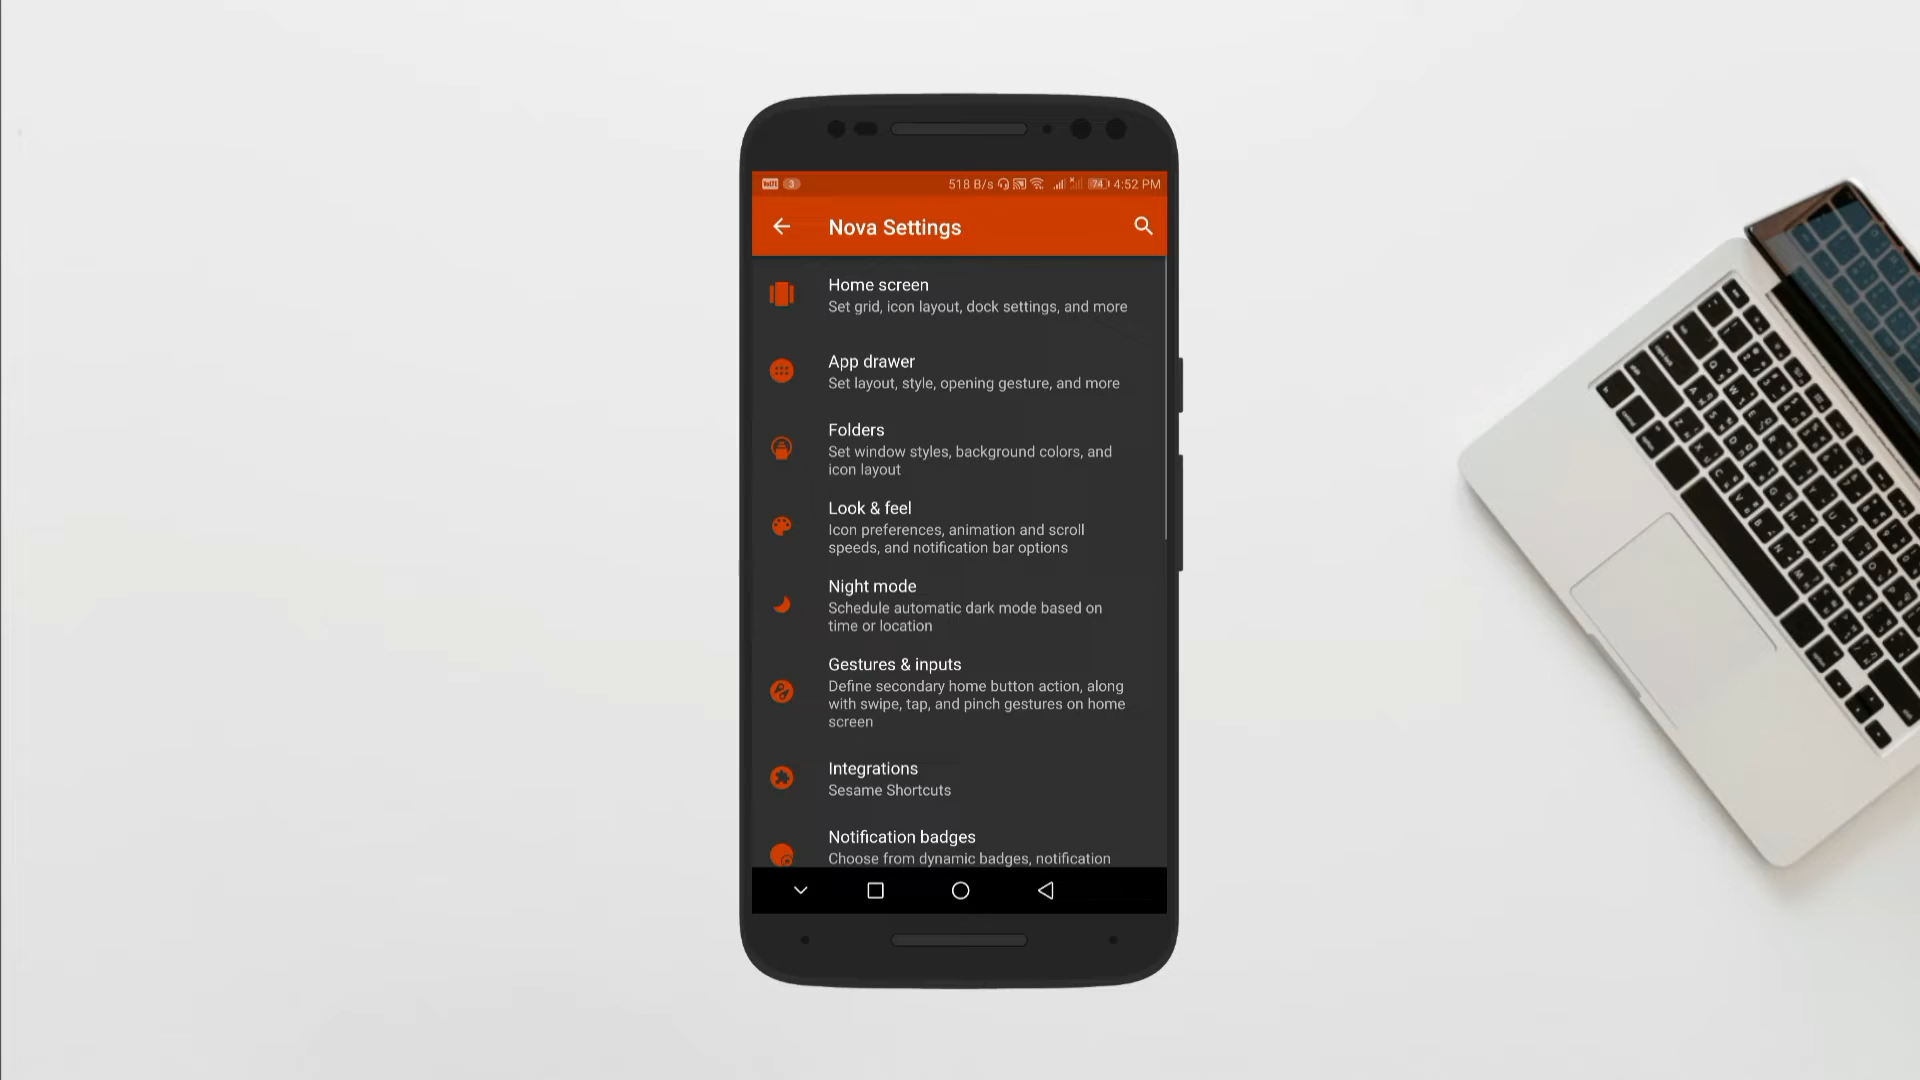 518 B/s 74 4:52 PM
3
Nova Settings
Home screen
Set grid, icon layout, dock settings, and more
App drawer
Set layout, style, opening gesture, and more
Folders
Set window styles, background colors, and
icon layout
Look & feel
Icon preferences, animation and scroll
speeds, and notification bar options
Night mode
Schedule automatic dark mode based on
time or location
Gestures & inputs
Define secondary home button action, along
with swipe, tap, and pinch gestures on home
screen
Integrations
Sesame Shortcuts
Notification badges
Choose from dynamic badges, notification